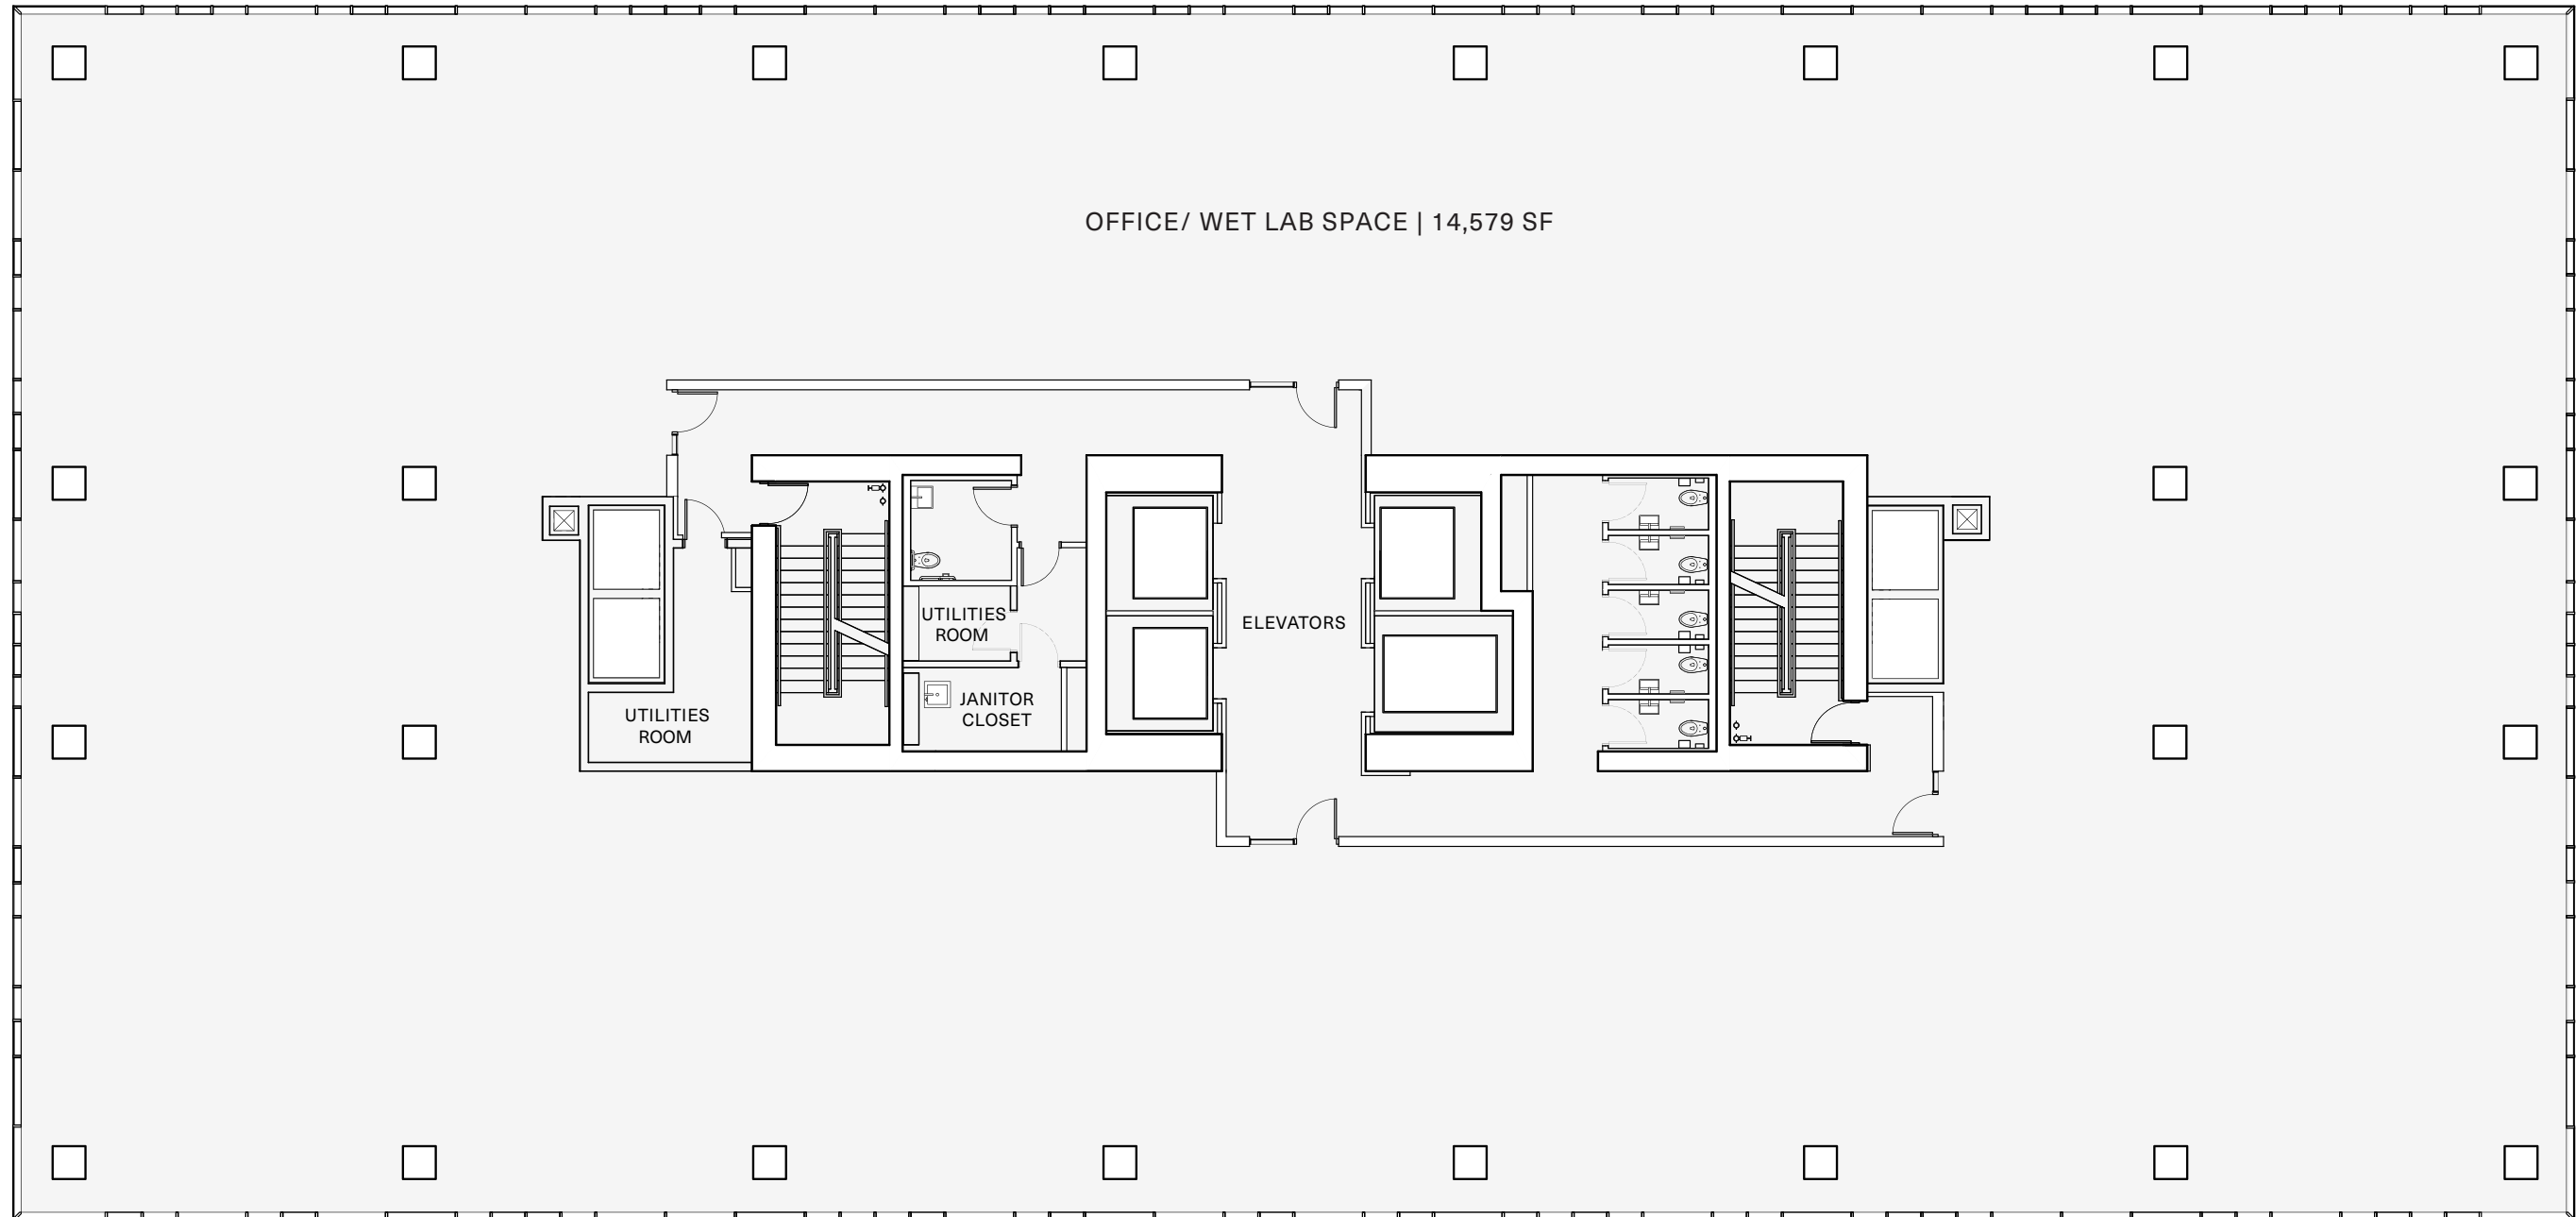 OFFICE/ WET LAB SPACE | 14,579 SF
UTILITIES
ROOM
ELEVATORS
JANITOR
CLOSET
UTILITIES
ROOM